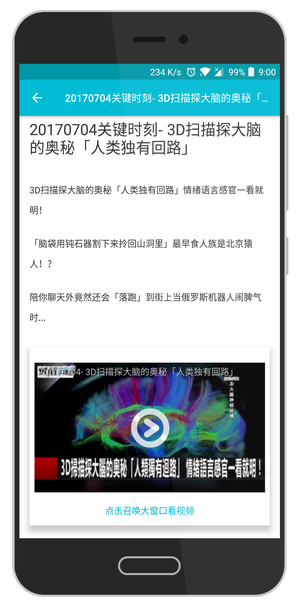 234 K/s 99% 9:00
20170704关键时刻- 3D扫描探大脑的奥秘「...
20170704关键时刻- 3D扫描探大脑
的奥秘「人类独有回路」
3D扫描探大脑的奥秘「人类独有回路」情绪语言感官一看就
明！
「脑袋用钝石器割下来拎回山洞里」最早食人族是北京猿
人！？
陪你聊天外竟然还会「落跑」到街上当俄罗斯机器人闹脾气
时...
04- 3D扫描探大脑的奥秘「人类独有回路」
3D掃描探大腦的奧秘「人類獨有迴路」 情緒語言感官一看就明！
点击召唤大窗口看视频